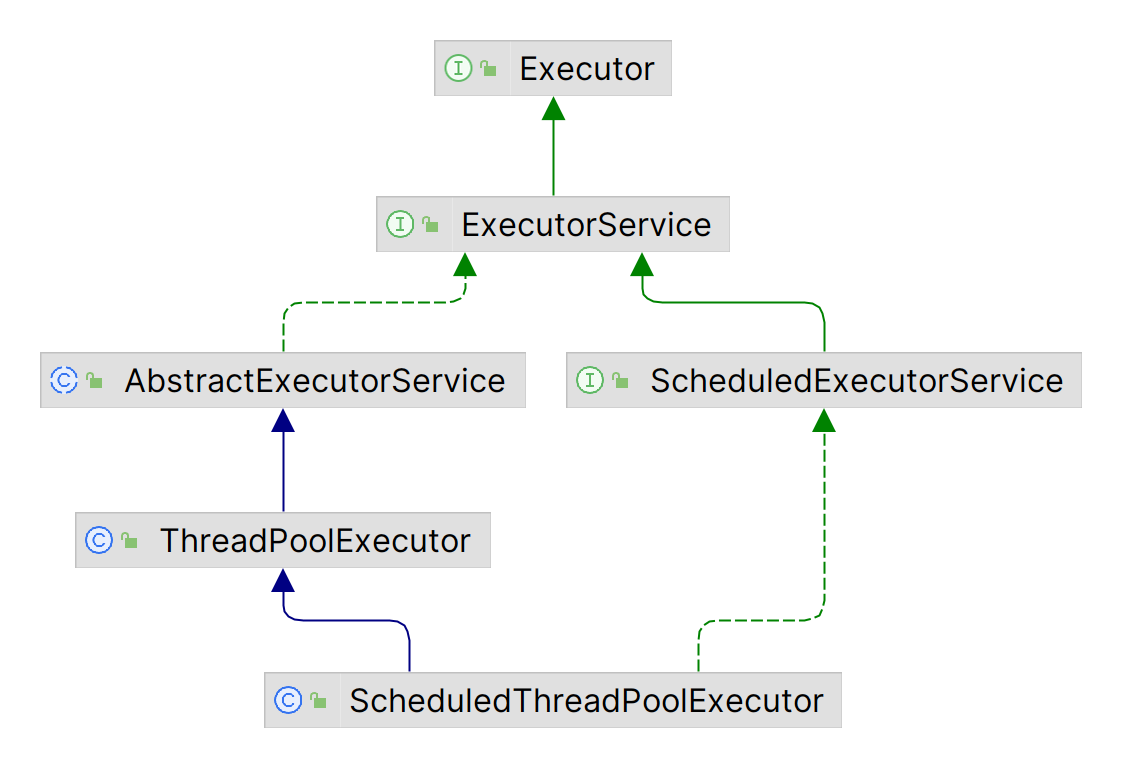 Executor
ExecutorService
AbstractExecutorService
ScheduledExecutorService
ThreadPoolExecutor
ScheduledThreadPoolExecutor